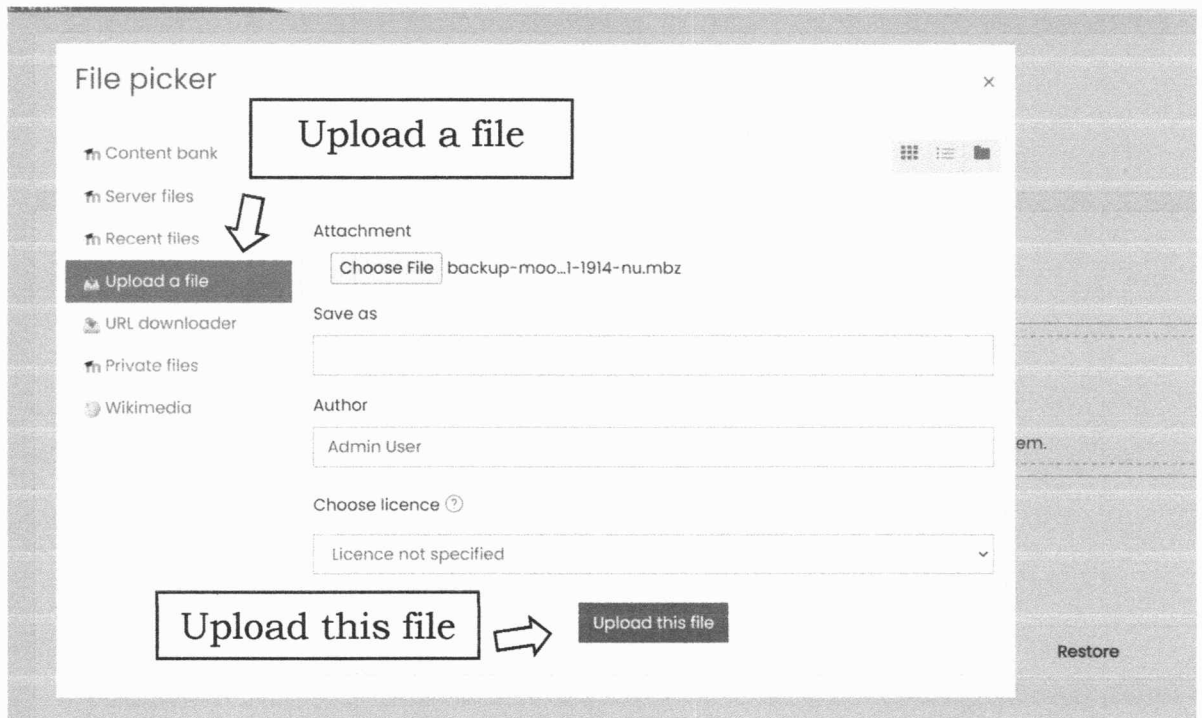 NAME]
File picker
×
Upload a file
Content bank
Server files
Recent files
Upload a file
URL downloader
Private files
Wikimedia
Attachment
Choose File backup-moo...1-1914-nu.mbz
Save as
Author
Admin User
Choose licence ?
Licence not specified
Upload this file
Upload this file
em.
Restore